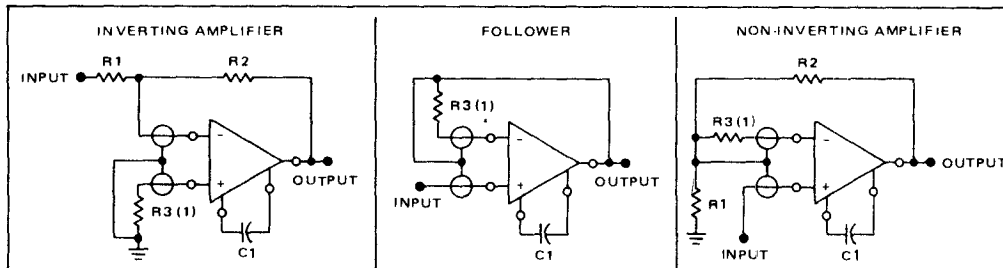 INVERTING AMPLIFIER
R1
R2
INPUT
-
+
OUTPUT
R3(1)
C1
FOLLOWER
R3(1)
-
+
INPUT
OUTPUT
C1
NON-INVERTING AMPLIFIER
R2
R3(1)
-
+
OUTPUT
R1
INPUT
C1